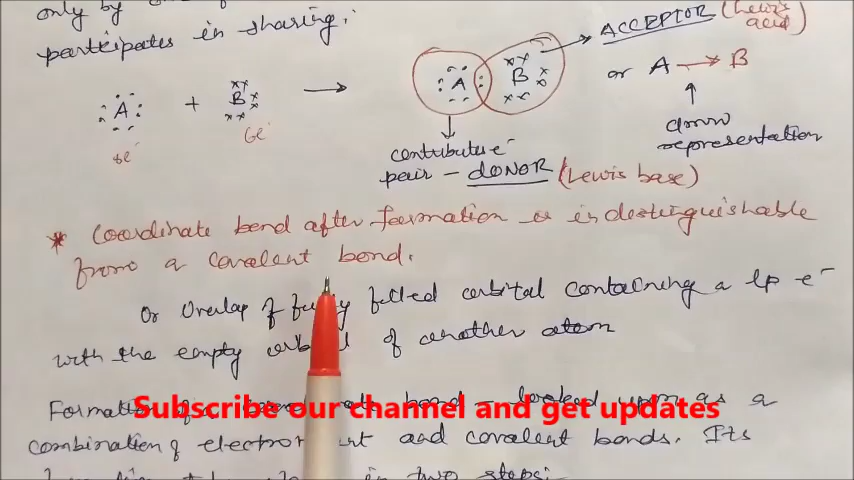 only by
participates in sharing.
ACCEPTOR (Lewis acid)
A + B → A : B
or A → B
8e⁻
6e⁻
arrow
representation
contributes e⁻
pair - DONOR (Lewis base)
* Coordinate bond after formation is indistinguishable
from a covalent bond.
Or Overlap of fully filled orbital containing a lp e⁻
with the empty orbital of another atom
Subscribe our channel and get updates
Formation of a bond - looked upon as a
combination of and covalent bonds. Its
in two steps: